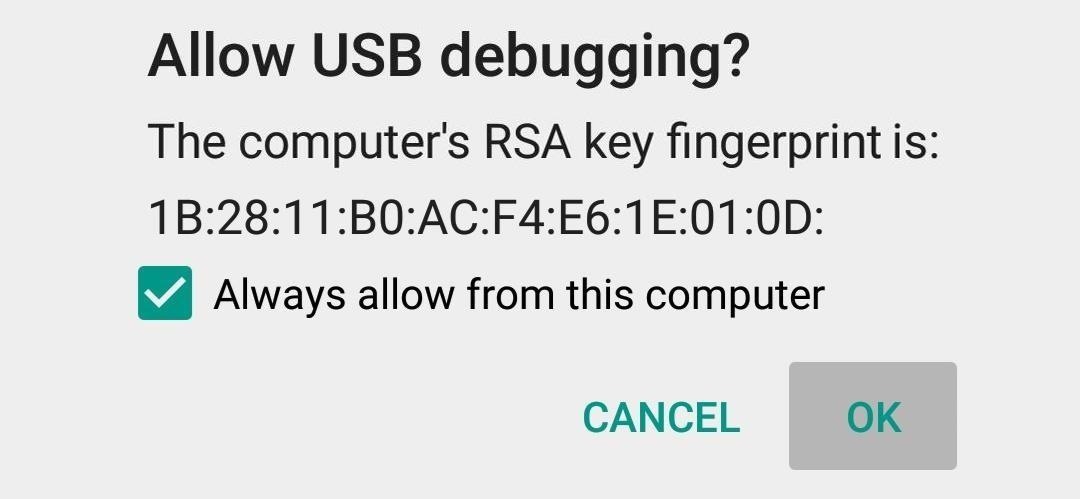 Allow USB debugging?
The computer's RSA key fingerprint is:
1B:28:11:B0:AC:F4:E6:1E:01:0D:
Always allow from this computer
CANCEL OK